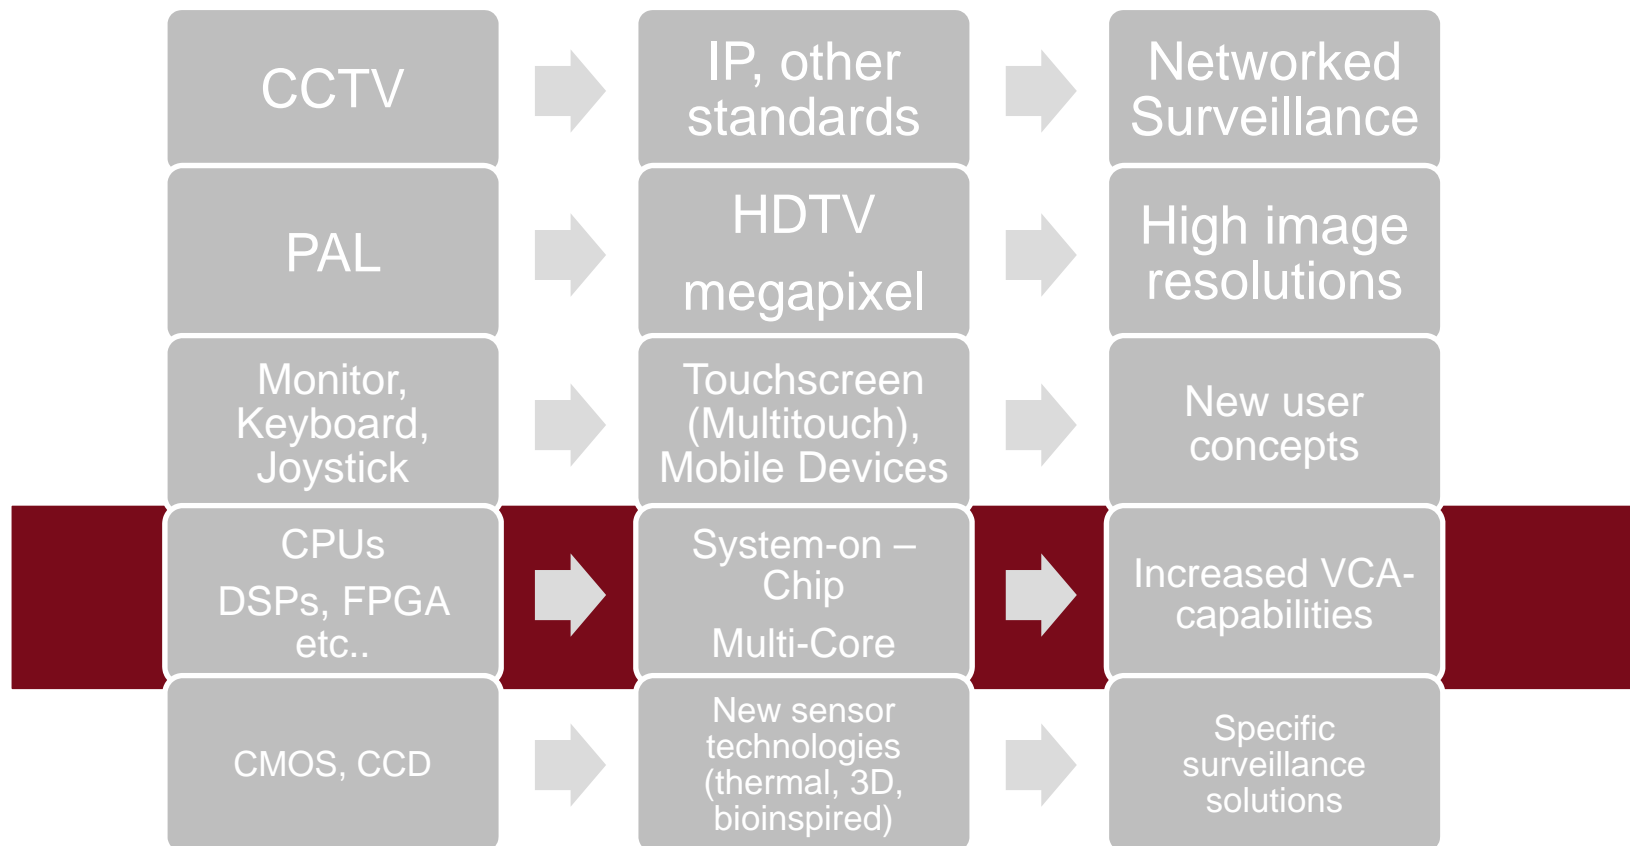 CCTV
IP, other
standards
Networked
Surveillance
PAL
HDTV
megapixel
High image
resolutions
Monitor,
Keyboard,
Joystick
Touchscreen
(Multitouch),
Mobile Devices
New user
concepts
CPUs
DSPs, FPGA
etc..
System-on –
Chip
Multi-Core
Increased VCA-
capabilities
CMOS, CCD
New sensor
technologies
(thermal, 3D,
bioinspired)
Specific
surveillance
solutions